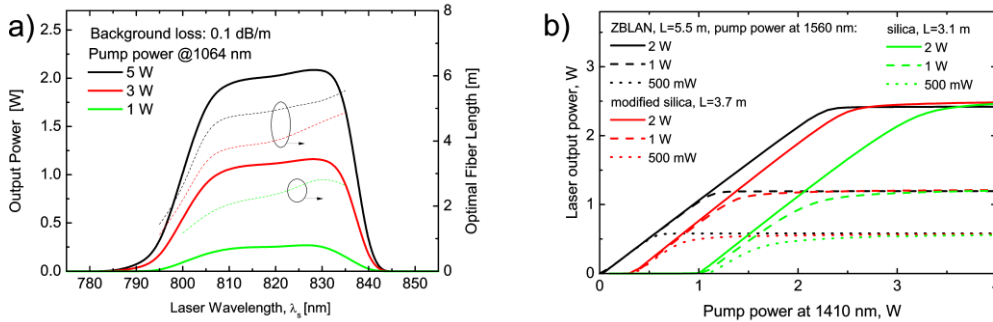 a)
Background loss: 0.1 dB/m
Pump power @1064 nm
5 W
3 W
1 W
Output Power [W]
2.5
2.0
1.5
1.0
0.5
0.0
8
6
4
2
0
Optimal Fiber Length [m]
780 790 800 810 820 830 840 850
Laser Wavelength, λs [nm]
b)
ZBLAN, L=5.5 m, pump power at 1560 nm:
2 W
1 W
500 mW
modified silica, L=3.7 m
2 W
1 W
500 mW
silica, L=3.1 m
2 W
1 W
500 mW
Laser output power, W
4
3
2
1
0
0 1 2 3 4
Pump power at 1410 nm, W